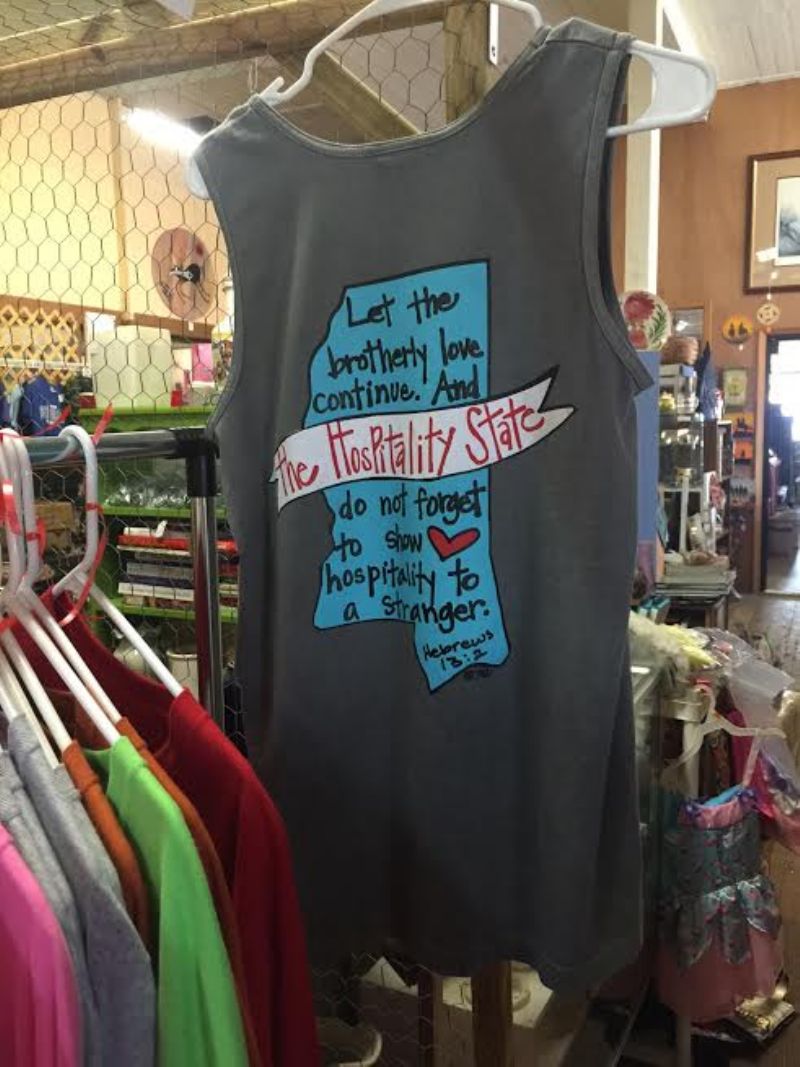 Let the
brotherly love
continue. And
the Hospitality State
do not forget
to show
hospitality to
a stranger.
Hebrews
13:2